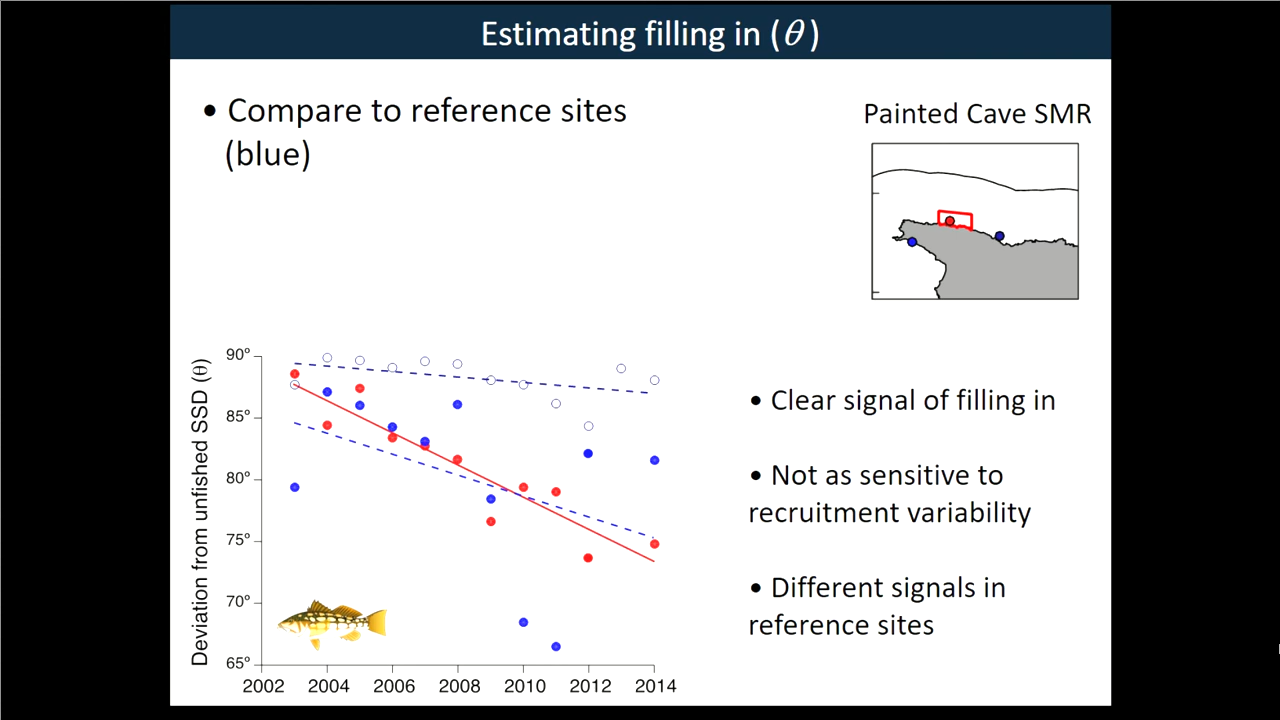 Estimating filling in (θ)
• Compare to reference sites
(blue)
Painted Cave SMR
Deviation from unfished SSD (θ)
90°
85°
80°
75°
70°
65°
2002 2004 2006 2008 2010 2012 2014
• Clear signal of filling in
• Not as sensitive to
recruitment variability
• Different signals in
reference sites